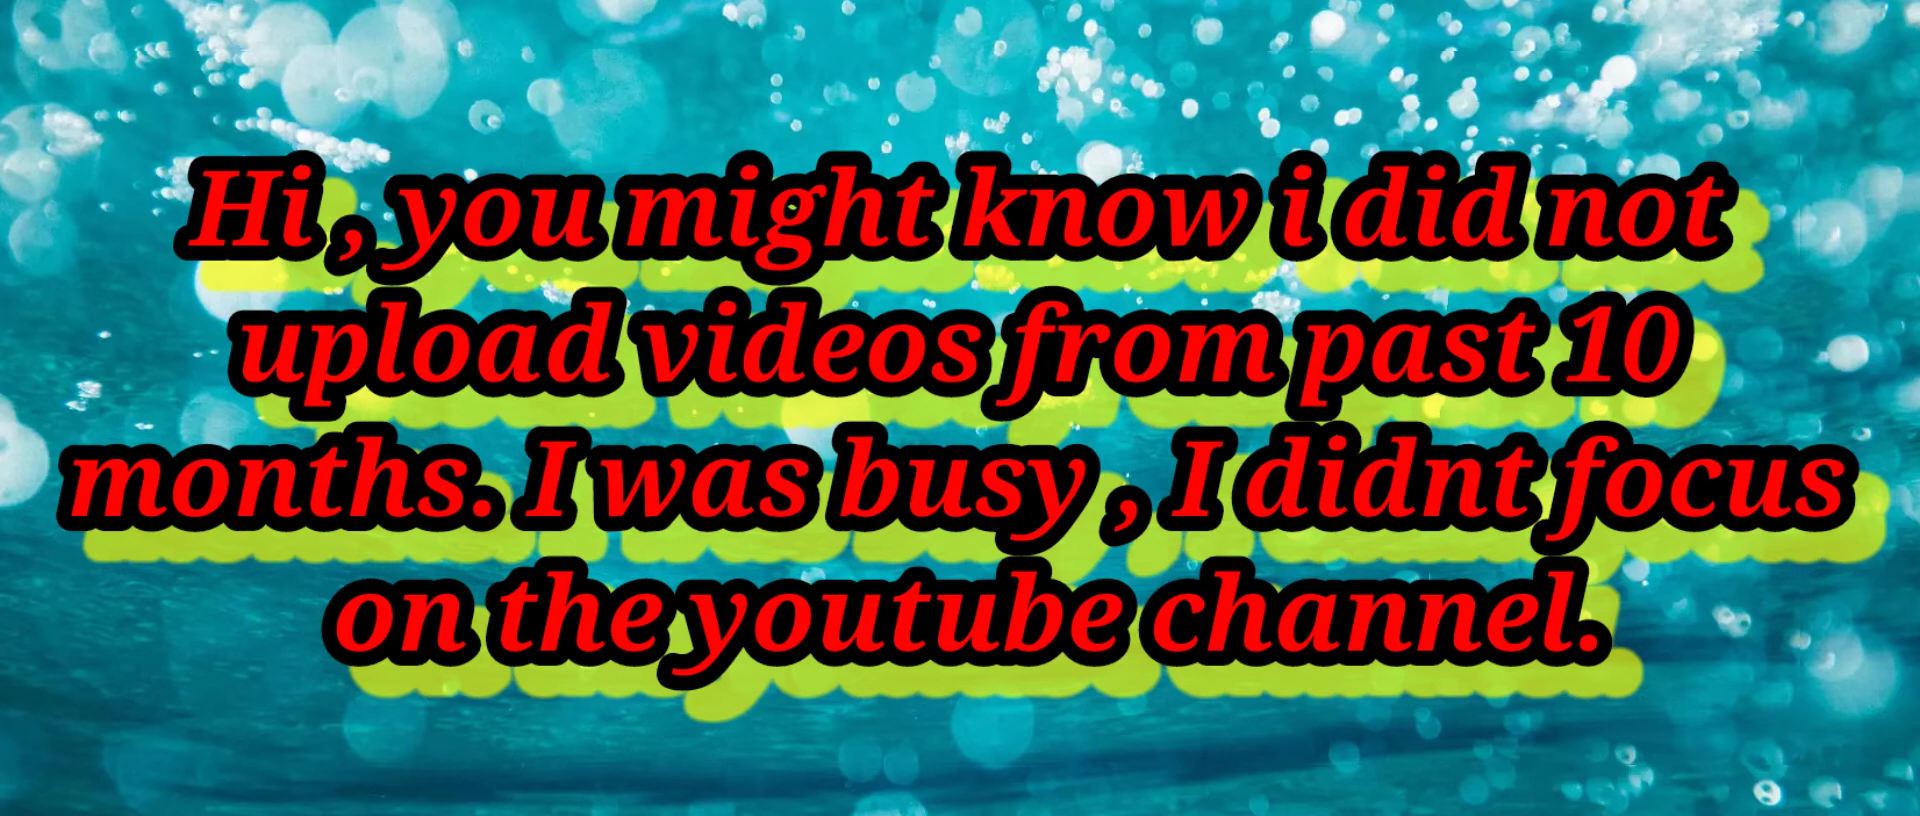 Hi , you might know i did not
upload videos from past 10
months. I was busy , I didnt focus
on the youtube channel.